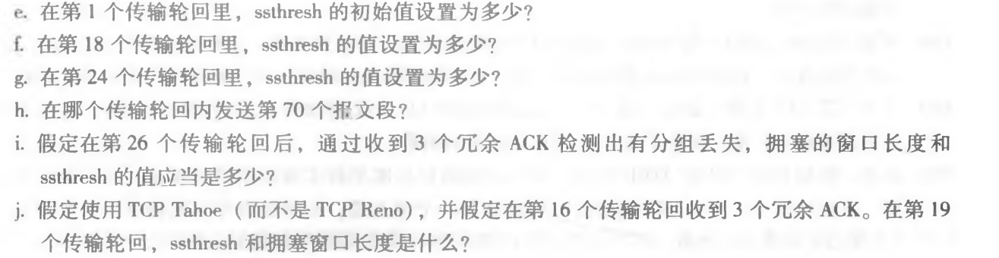 e. 在第 1 个传输轮回里，ssthresh 的初始值设置为多少？
f. 在第 18 个传输轮回里，ssthresh 的值设置为多少？
g. 在第 24 个传输轮回里，ssthresh 的值设置为多少？
h. 在哪个传输轮回内发送第 70 个报文段？
i. 假定在第 26 个传输轮回后，通过收到 3 个冗余 ACK 检测出有分组丢失，拥塞的窗口长度和
ssthresh 的值应当是多少？
j. 假定使用 TCP Tahoe（而不是 TCP Reno），并假定在第 16 个传输轮回收到 3 个冗余 ACK。在第 19
个传输轮回，ssthresh 和拥塞窗口长度是什么？